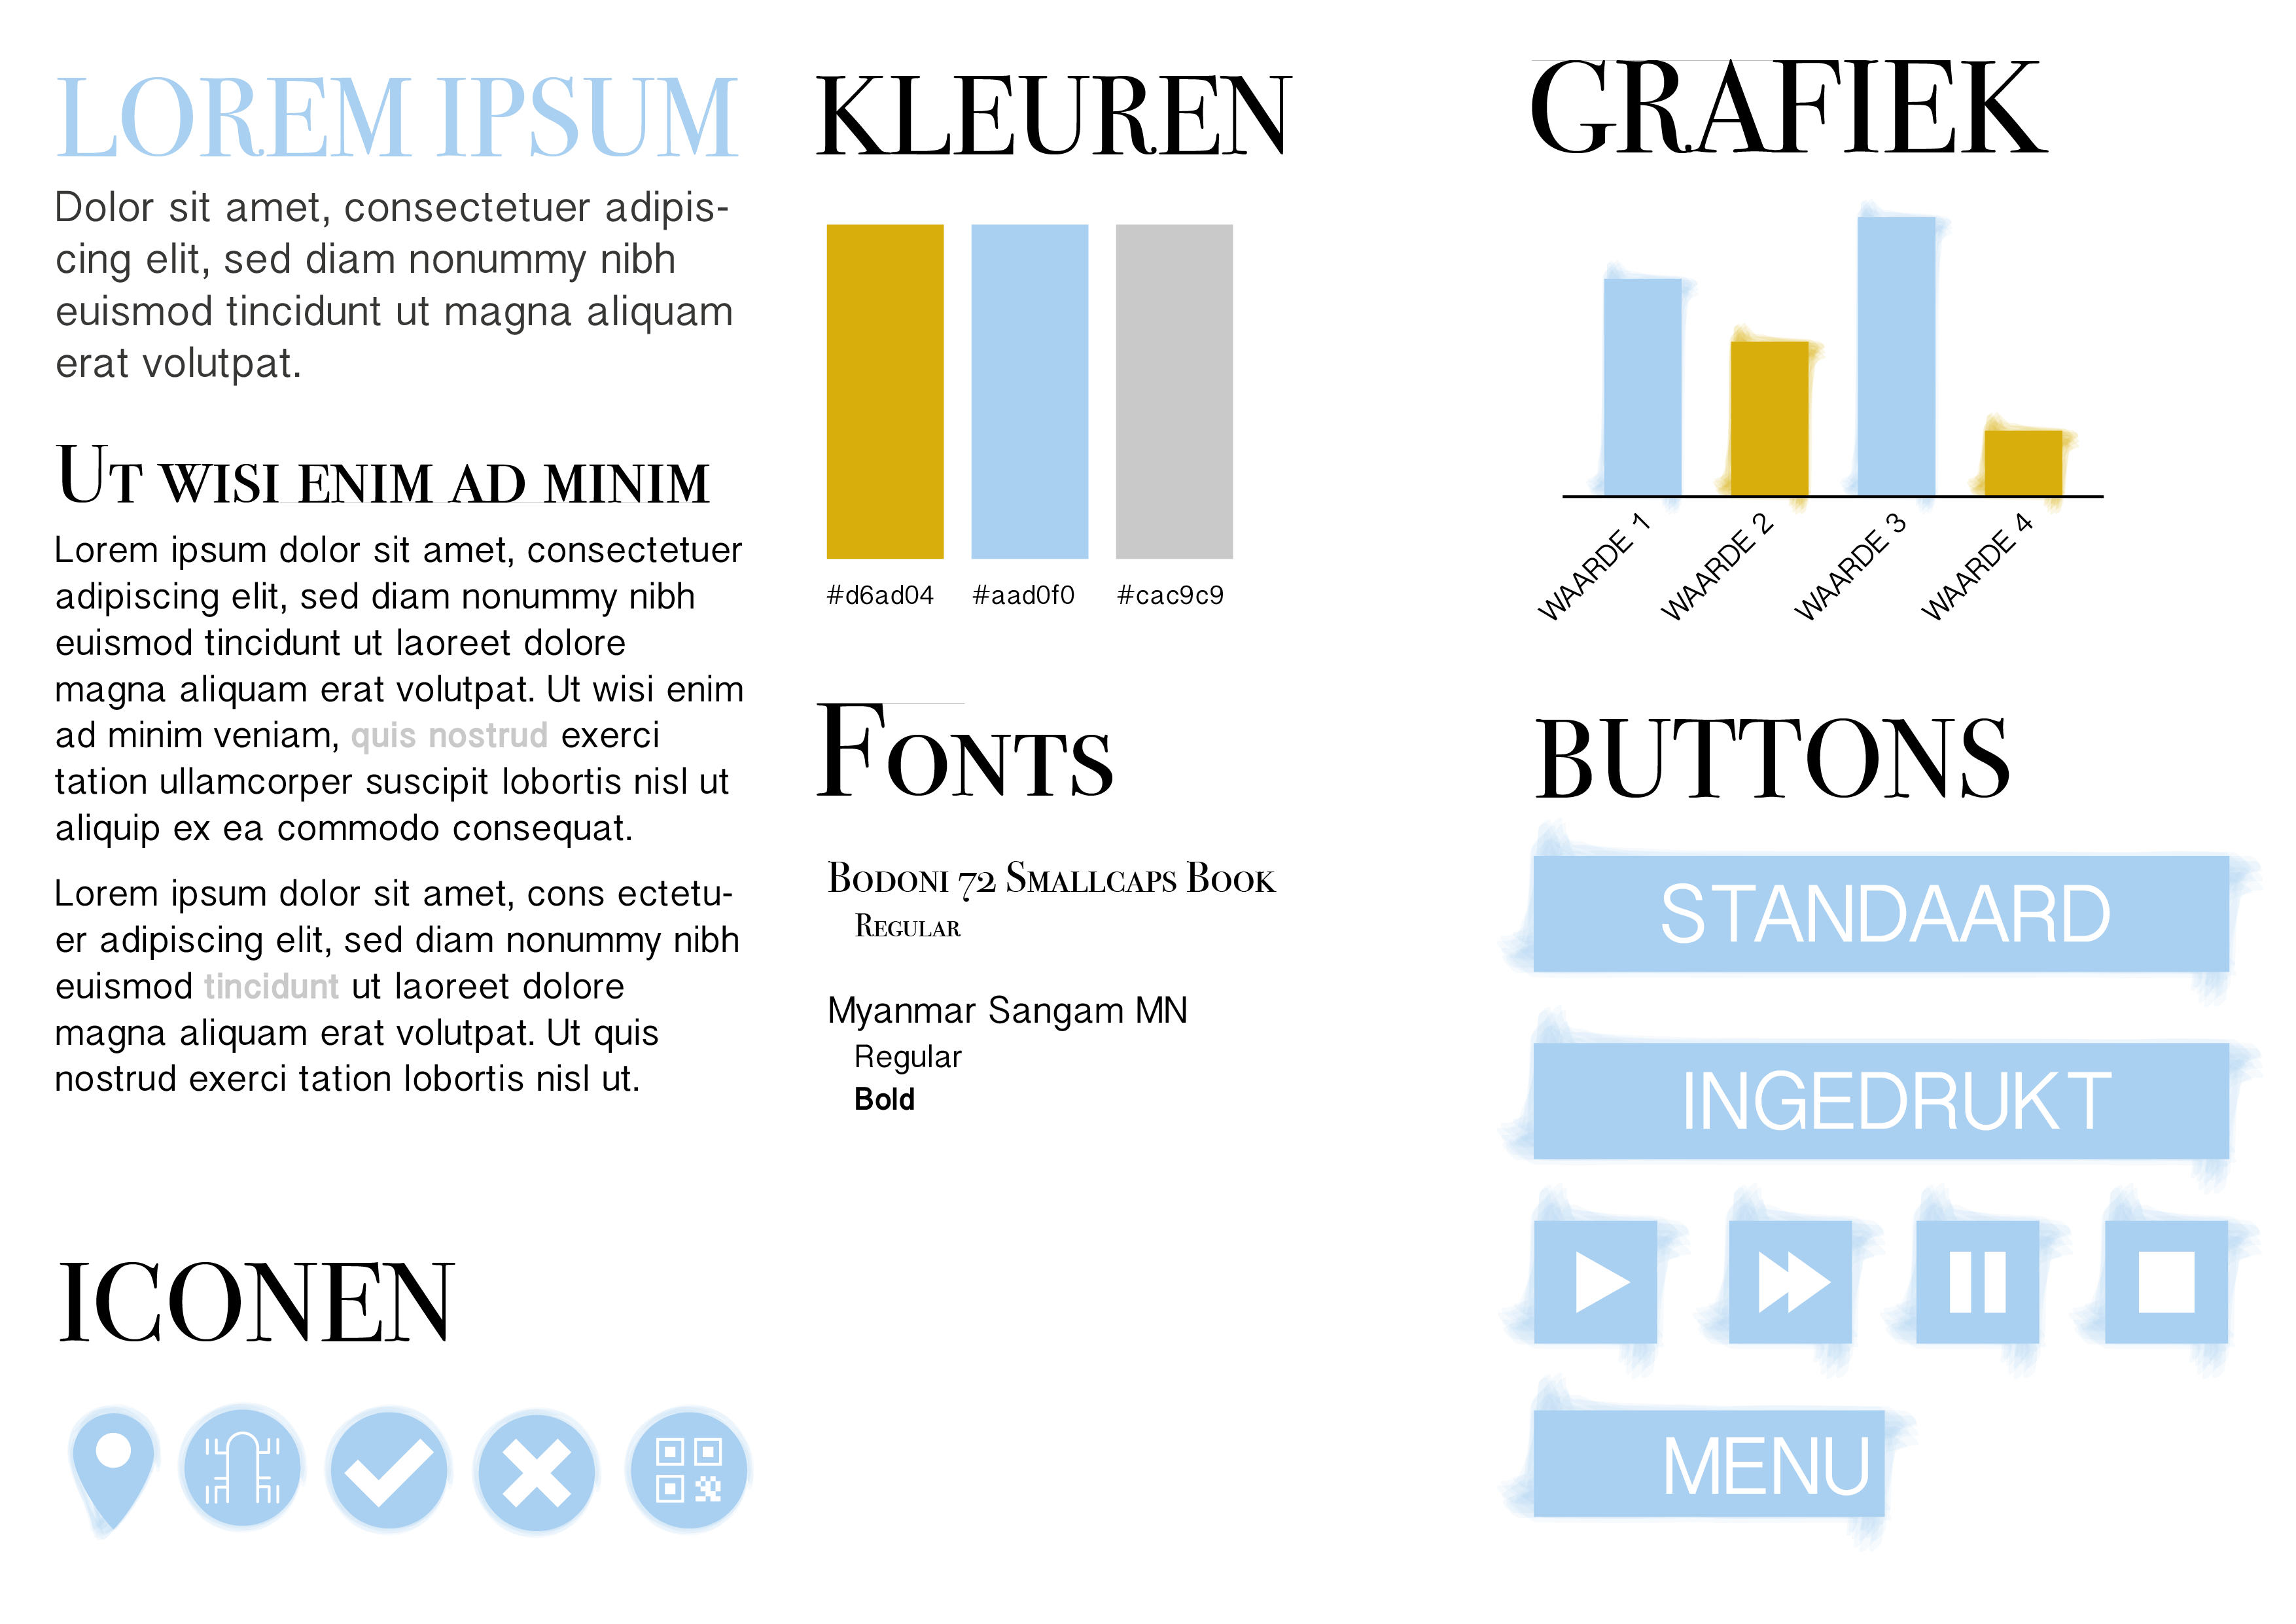 LOREM IPSUM
Dolor sit amet, consectetuer adipis-
cing elit, sed diam nonummy nibh
euismod tincidunt ut magna aliquam
erat volutpat.
Ut wisi enim ad minim
Lorem ipsum dolor sit amet, consectetuer
adipiscing elit, sed diam nonummy nibh
euismod tincidunt ut laoreet dolore
magna aliquam erat volutpat. Ut wisi enim
ad minim veniam, quis nostrud exerci
tation ullamcorper suscipit lobortis nisl ut
aliquip ex ea commodo consequat.
Lorem ipsum dolor sit amet, cons ectetu-
er adipiscing elit, sed diam nonummy nibh
euismod tincidunt ut laoreet dolore
magna aliquam erat volutpat. Ut quis
nostrud exerci tation lobortis nisl ut.
ICONEN
KLEUREN
#d6ad04
#aad0f0
#cac9c9
Fonts
Bodoni 72 Smallcaps Book
Regular
Myanmar Sangam MN
Regular
Bold
GRAFIEK
WAARDE 1
WAARDE 2
WAARDE 3
WAARDE 4
BUTTONS
STANDAARD
INGEDRUKT
MENU